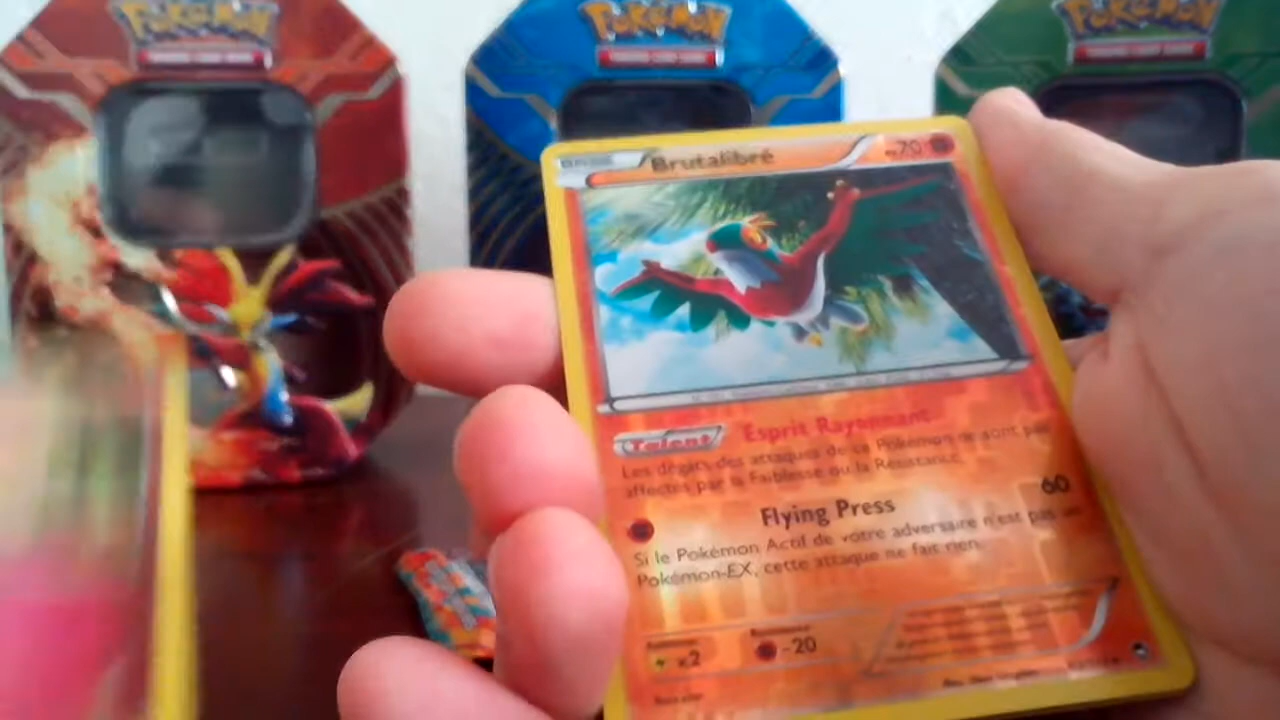 Pokémon
Pokémon
Pokémon
Brutalibré
PV70
Talent Esprit Rayonnant
Les dégâts des attaques de ce Pokémon ne sont pas
affectés par la Faiblesse ou la Résistance.
Flying Press 60
Si le Pokémon Actif de votre adversaire n'est pas un
Pokémon-EX, cette attaque ne fait rien.
x2
-20